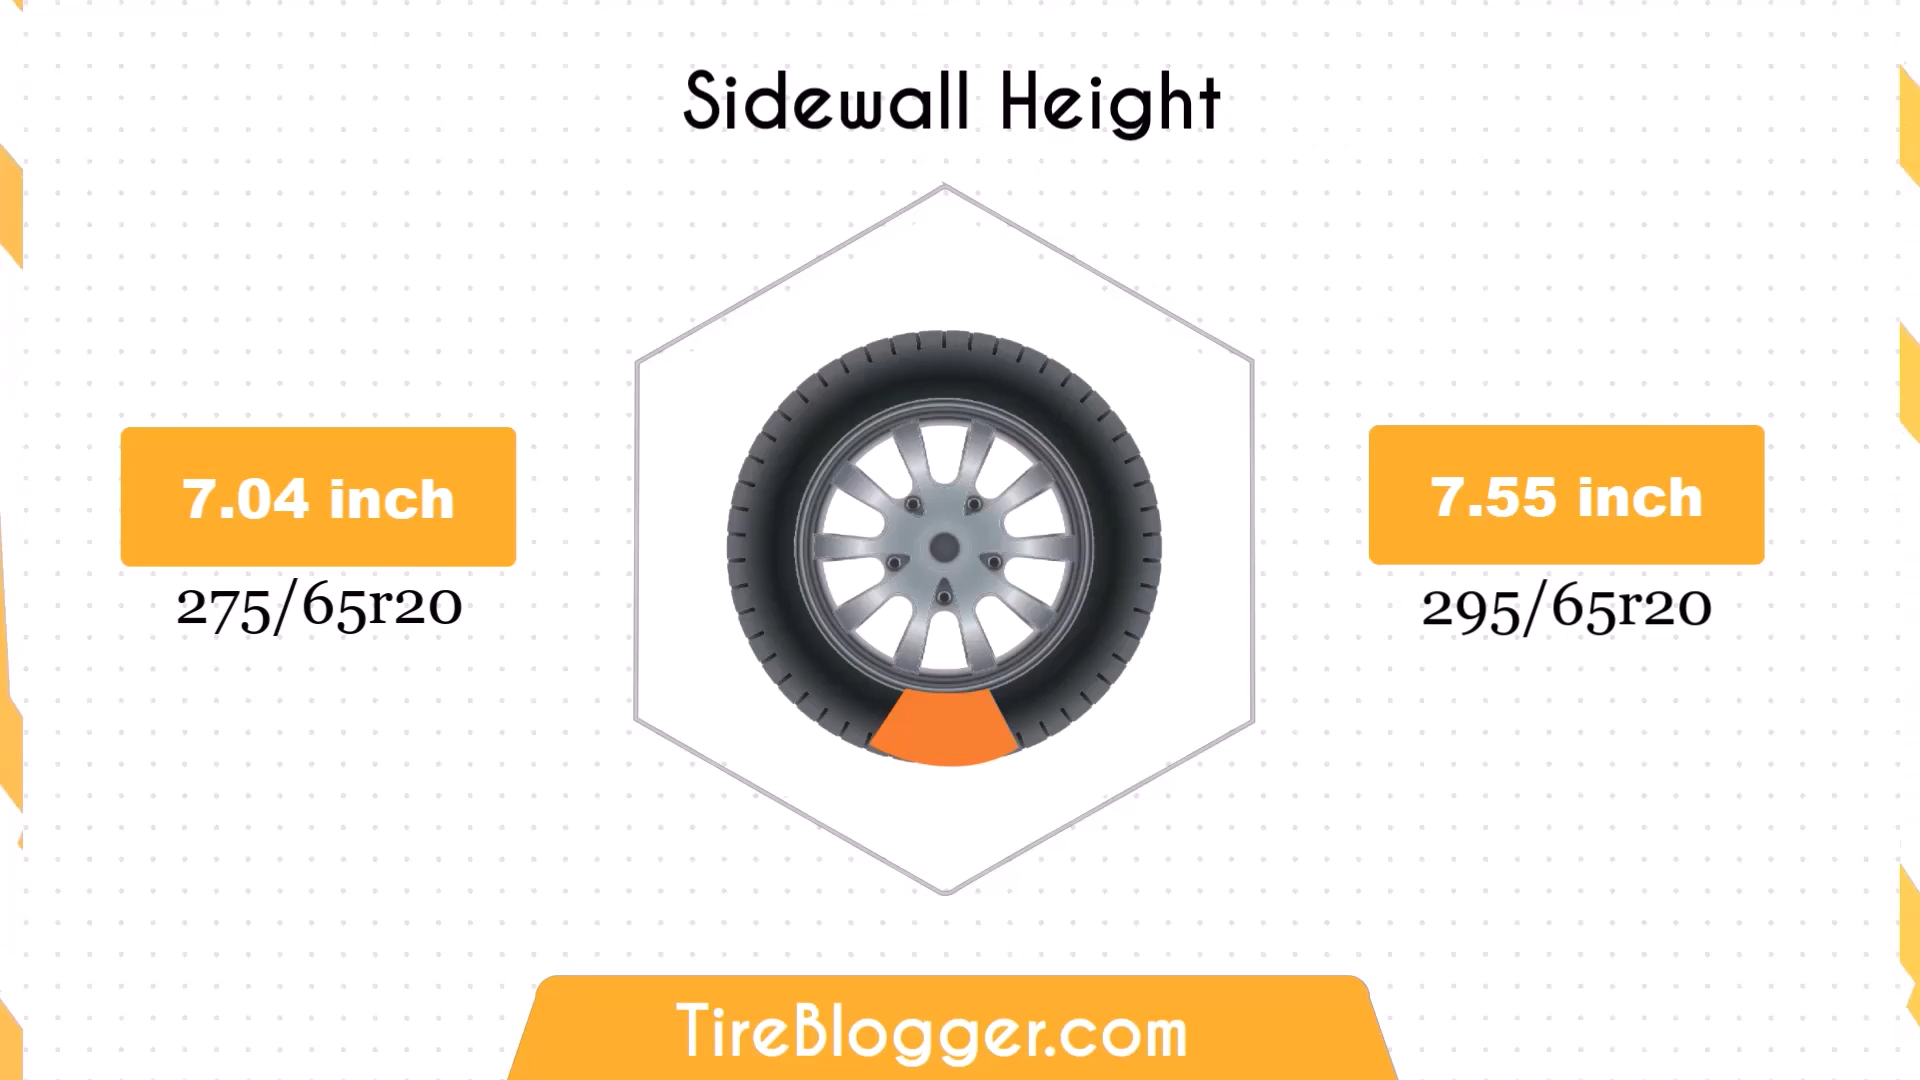 Sidewall Height
7.04 inch
275/65r20
7.55 inch
295/65r20
TireBlogger.com